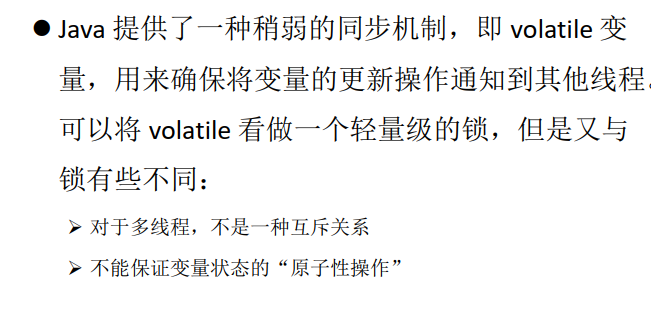 ● Java 提供了一种稍弱的同步机制，即 volatile 变
量，用来确保将变量的更新操作通知到其他线程。
可以将 volatile 看做一个轻量级的锁，但是又与
锁有些不同：
➢ 对于多线程，不是一种互斥关系
➢ 不能保证变量状态的“原子性操作”